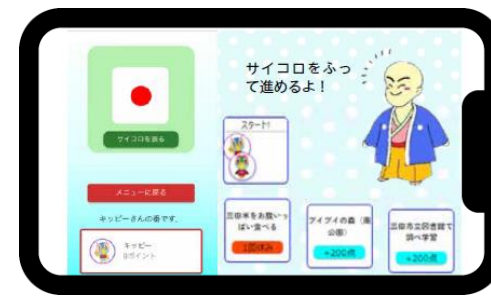 サイコロを振る
メニューに戻る
キッピーさんの番です。
キッピー
0ポイント
サイコロをふっ
て進めるよ！
スタート!
三田米をお腹いっ
ぱい食べる
1回休み
アイアイの森（南
公園）
+200点
三田市立図書館で
調べ学習
+200点